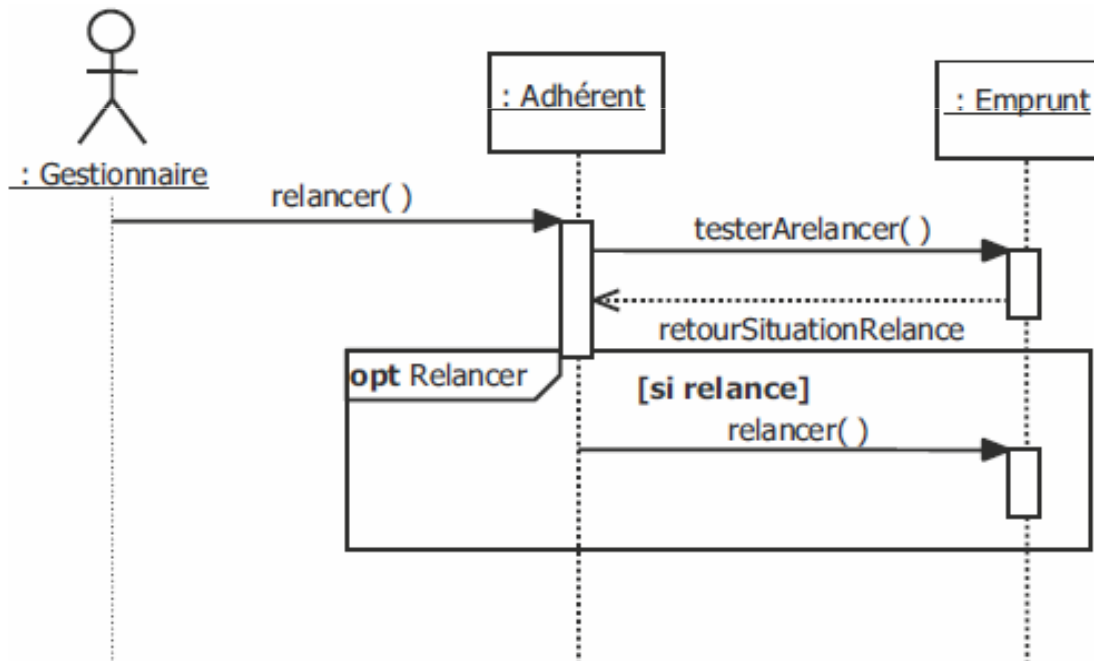 : Adhérent
: Emprunt
: Gestionnaire
relancer( )
testerArelancer( )
retourSituationRelance
opt Relancer
[si relance]
relancer( )